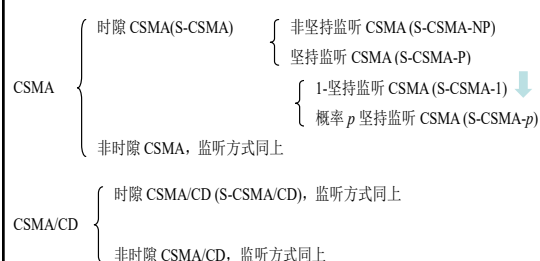 时隙 CSMA(S-CSMA)
非坚持监听 CSMA (S-CSMA-NP)
坚持监听 CSMA (S-CSMA-P)
CSMA
1-坚持监听 CSMA (S-CSMA-1)
概率 p 坚持监听 CSMA (S-CSMA-p)
非时隙 CSMA，监听方式同上
时隙 CSMA/CD (S-CSMA/CD)，监听方式同上
CSMA/CD
非时隙 CSMA/CD，监听方式同上